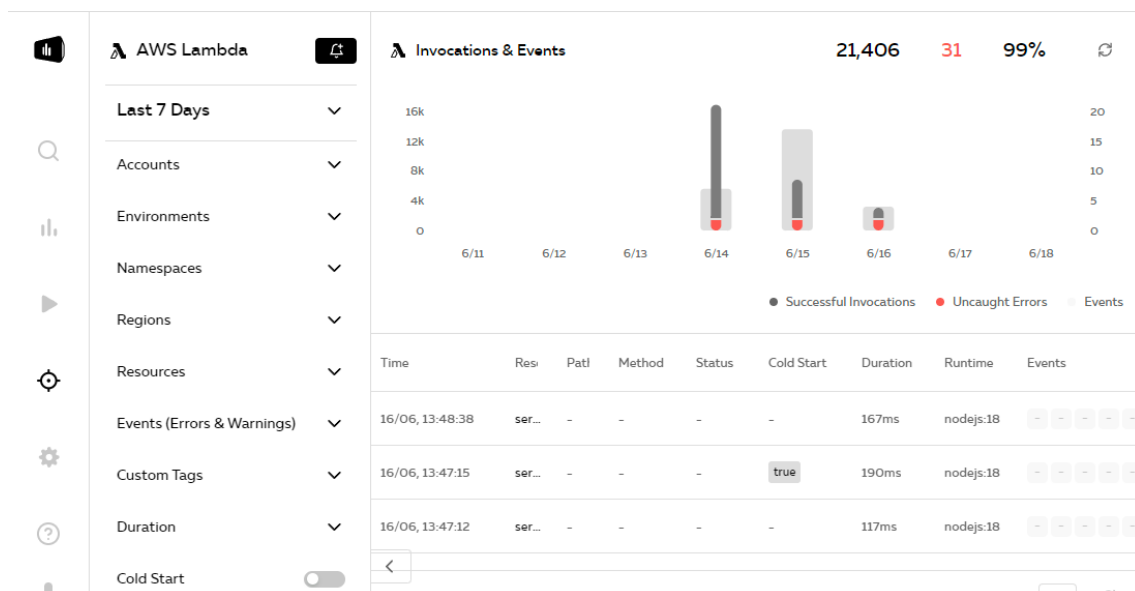 AWS Lambda
Last 7 Days
Accounts
Environments
Namespaces
Regions
Resources
Events (Errors & Warnings)
Custom Tags
Duration
Cold Start
Invocations & Events 21,406 31 99%
16k 20
12k 15
8k 10
4k 5
0 0
6/11 6/12 6/13 6/14 6/15 6/16 6/17 6/18
Successful Invocations Uncaught Errors Events
Time Res Patl Method Status Cold Start Duration Runtime Events
16/06, 13:48:38 ser... - - - - 167ms nodejs:18 - - - - -
16/06, 13:47:15 ser... - - - true 190ms nodejs:18 - - - - -
16/06, 13:47:12 ser... - - - - 117ms nodejs:18 - - - - -